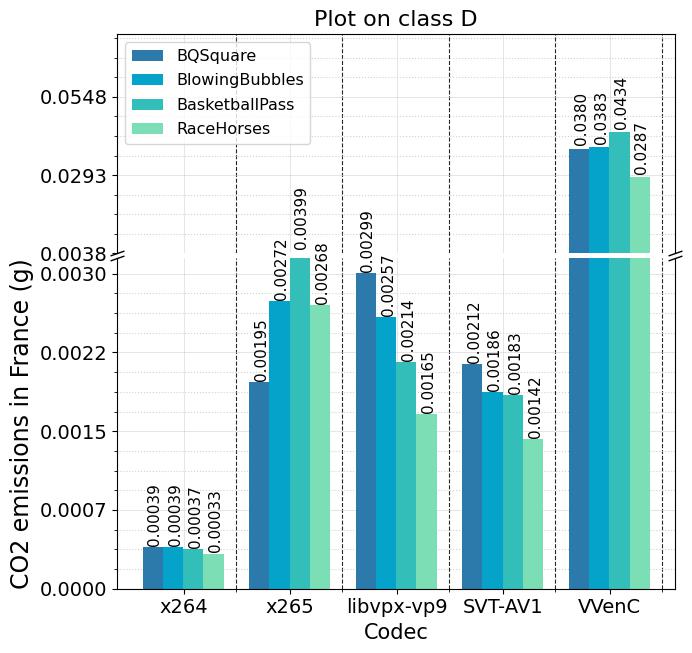 Plot on class D
BQSquare
BlowingBubbles
BasketballPass
RaceHorses
0.0548
0.0293
0.0038
0.0030
0.0022
0.0015
0.0007
0.0000
CO2 emissions in France (g)
0.00039
0.00039
0.00037
0.00033
0.00195
0.00272
0.00399
0.00268
0.00299
0.00257
0.00214
0.00165
0.00212
0.00186
0.00183
0.00142
0.0380
0.0383
0.0434
0.0287
x264
x265
libvpx-vp9
SVT-AV1
VVenC
Codec